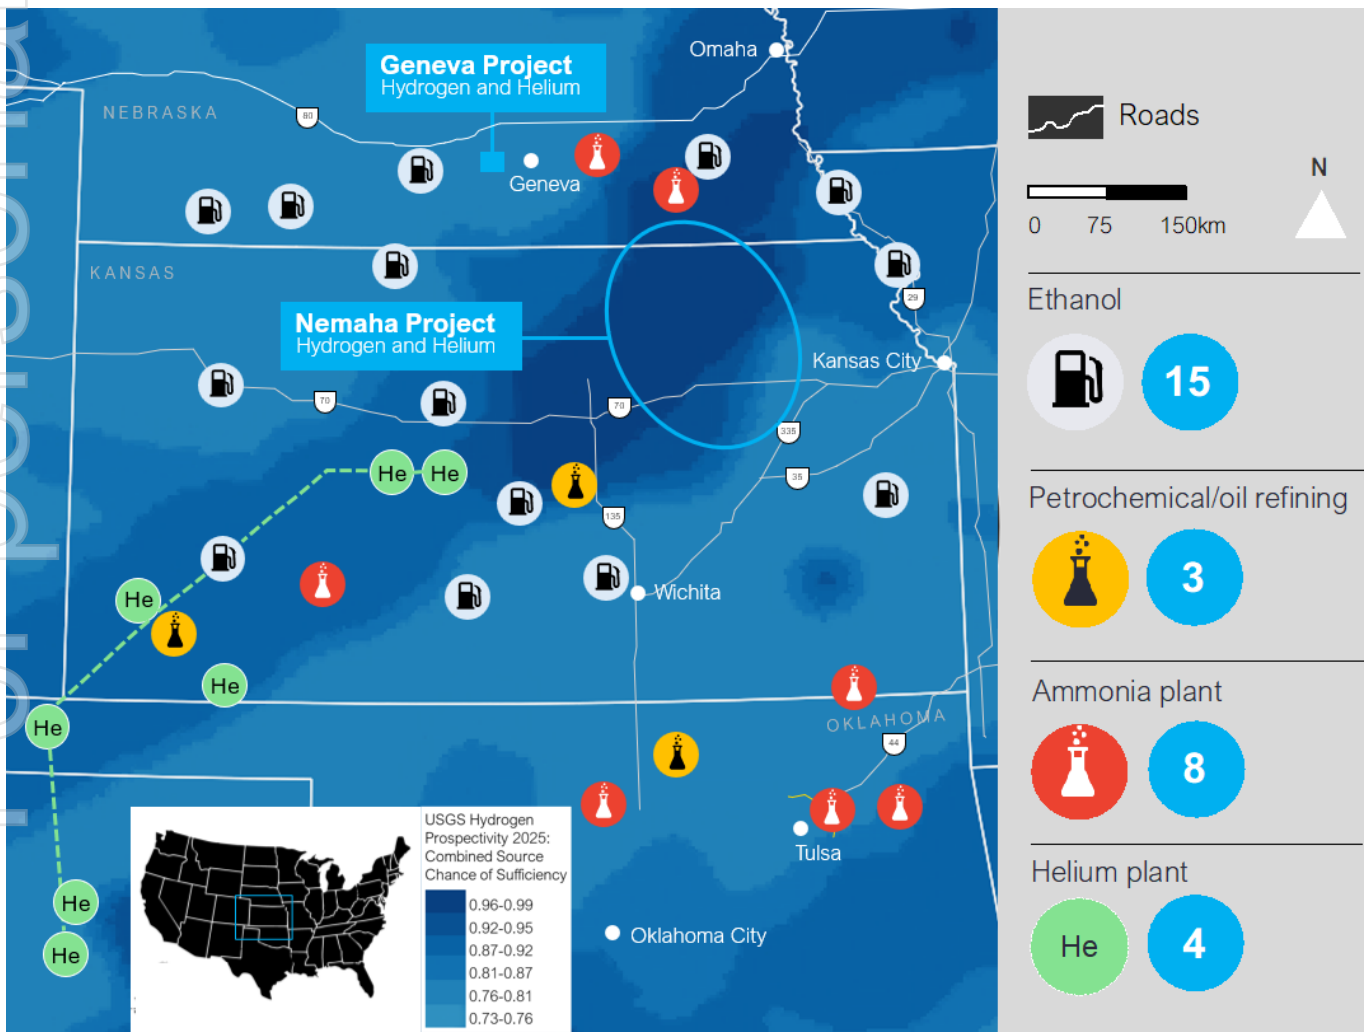 Geneva Project
Hydrogen and Helium
Omaha
NEBRASKA
80
Geneva
KANSAS
Nemaha Project
Hydrogen and Helium
29
Kansas City
70
70
335
35
He
He
135
He
Wichita
He
He
OKLAHOMA
44
Tulsa
He
He
Oklahoma City
USGS Hydrogen
Prospectivity 2025:
Combined Source
Chance of Sufficiency
0.96-0.99
0.92-0.95
0.87-0.92
0.81-0.87
0.76-0.81
0.73-0.76
Roads
N
0 75 150km
Ethanol
15
Petrochemical/oil refining
3
Ammonia plant
8
Helium plant
He
4